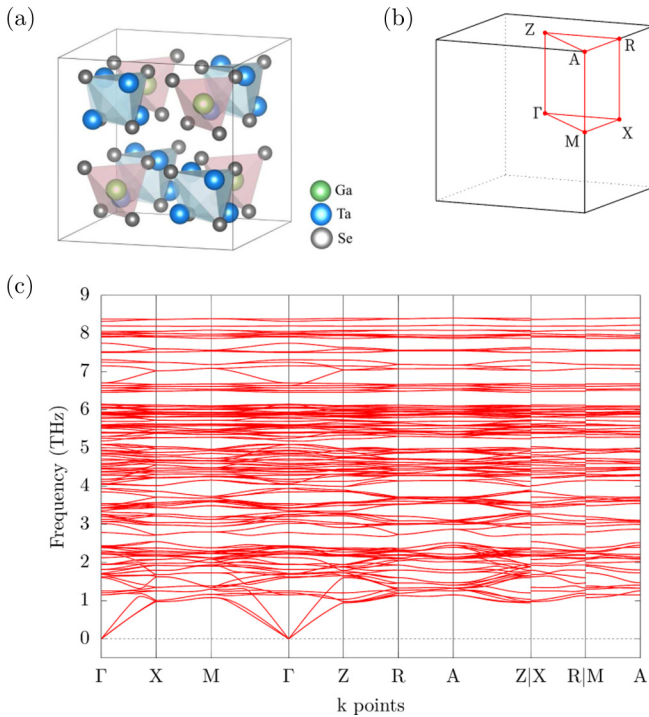 (a)
Ga
Ta
Se
(b)
Z
R
A
Γ
X
M
(c)
Frequency (THz)
9
8
7
6
5
4
3
2
1
0
Γ X M Γ Z R A Z|X R|M A
k points